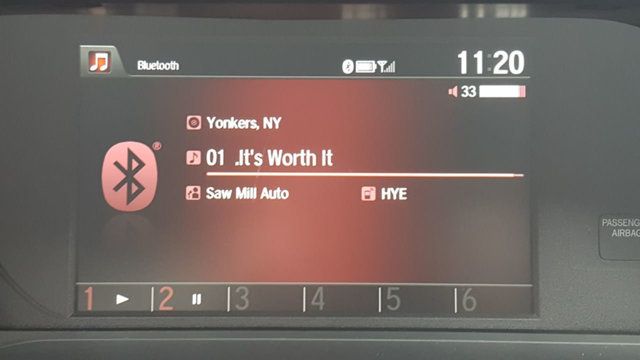 Bluetooth 11:20
33
Yonkers, NY
01 .It's Worth It
Saw Mill Auto HYE
1 2 3 4 5 6
PASSENG
AIRBAG